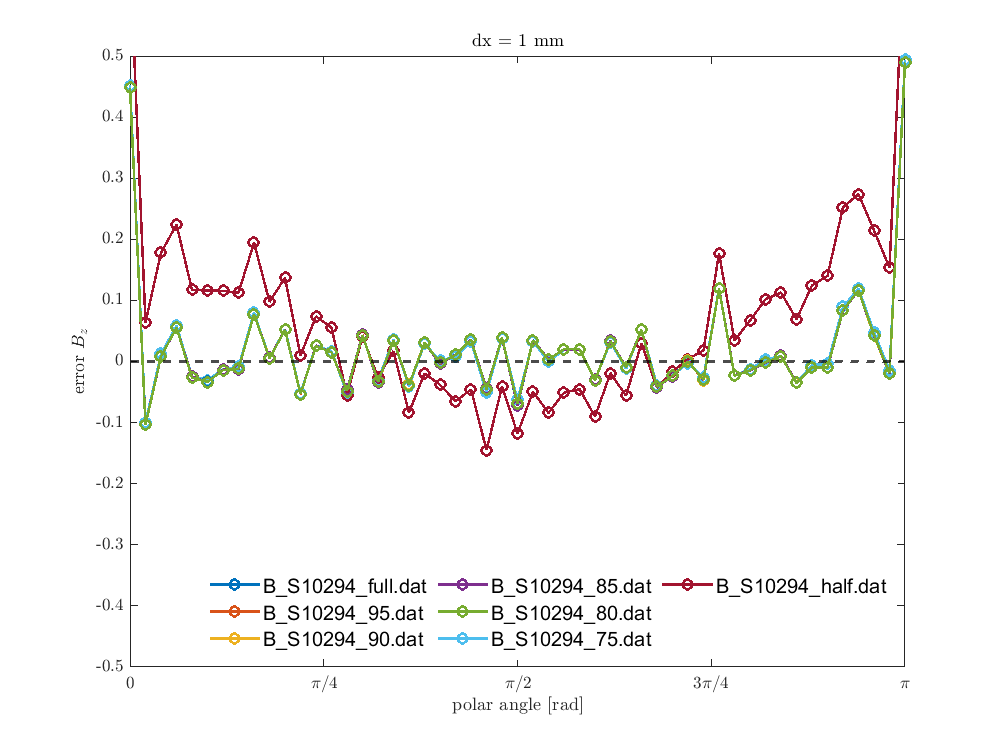 dx = 1 mm
0.5
0.4
0.3
0.2
0.1
0
-0.1
-0.2
-0.3
-0.4
-0.5
error B_z
B_S10294_full.dat B_S10294_85.dat B_S10294_half.dat
B_S10294_95.dat B_S10294_80.dat
B_S10294_90.dat B_S10294_75.dat
0 π/4 π/2 3π/4 π
polar angle [rad]